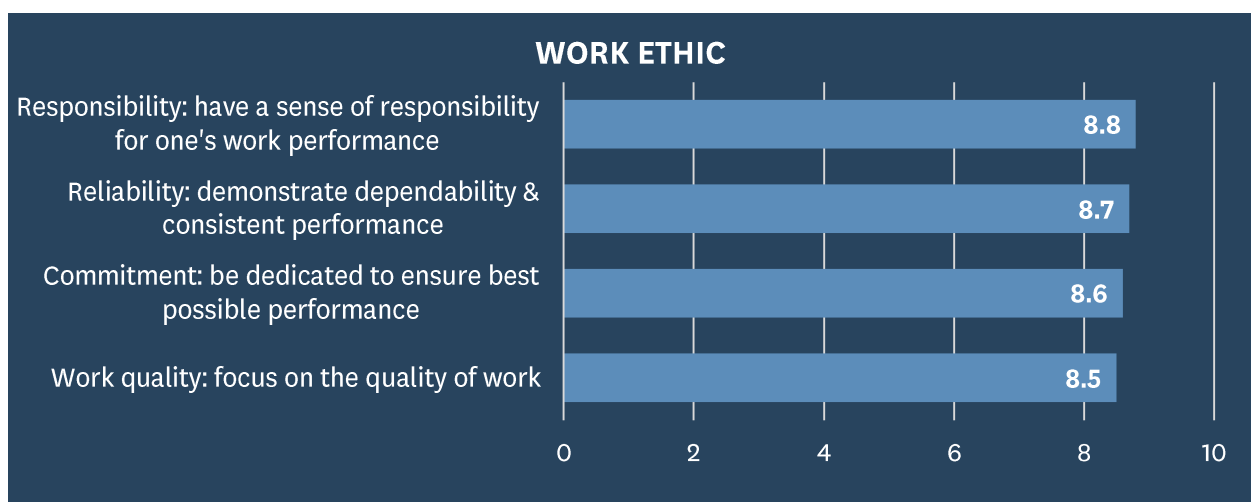 WORK ETHIC
Responsibility: have a sense of responsibility
for one's work performance
8.8
Reliability: demonstrate dependability &
consistent performance
8.7
Commitment: be dedicated to ensure best
possible performance
8.6
Work quality: focus on the quality of work
8.5
0 2 4 6 8 10